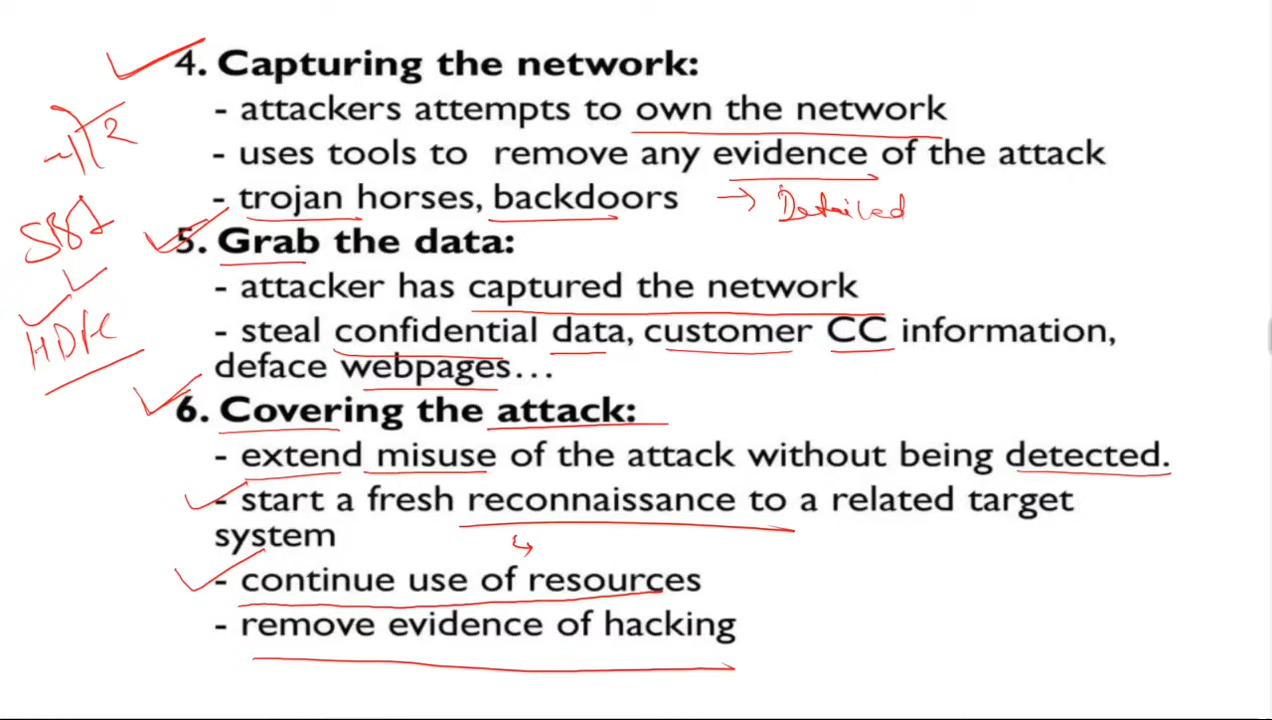 4. Capturing the network:
- attackers attempts to own the network
- uses tools to remove any evidence of the attack
- trojan horses, backdoors → Detailed
5. Grab the data:
- attacker has captured the network
- steal confidential data, customer CC information,
deface webpages...
6. Covering the attack:
- extend misuse of the attack without being detected.
- start a fresh reconnaissance to a related target
system
- continue use of resources
- remove evidence of hacking
SBI
HDFC